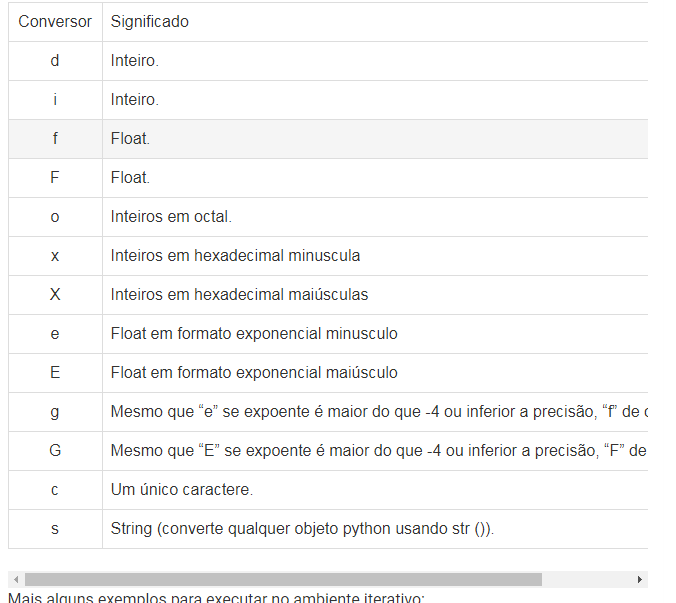 Conversor Significado
d Inteiro.
i Inteiro.
f Float.
F Float.
o Inteiros em octal.
x Inteiros em hexadecimal minuscula
X Inteiros em hexadecimal maiúsculas
e Float em formato exponencial minusculo
E Float em formato exponencial maiúsculo
g Mesmo que “e” se expoente é maior do que -4 ou inferior a precisão, “f” de
G Mesmo que “E” se expoente é maior do que -4 ou inferior a precisão, “F” de
c Um único caractere.
s String (converte qualquer objeto python usando str ()).
Mais alguns exemplos para executar no ambiente iterativo: